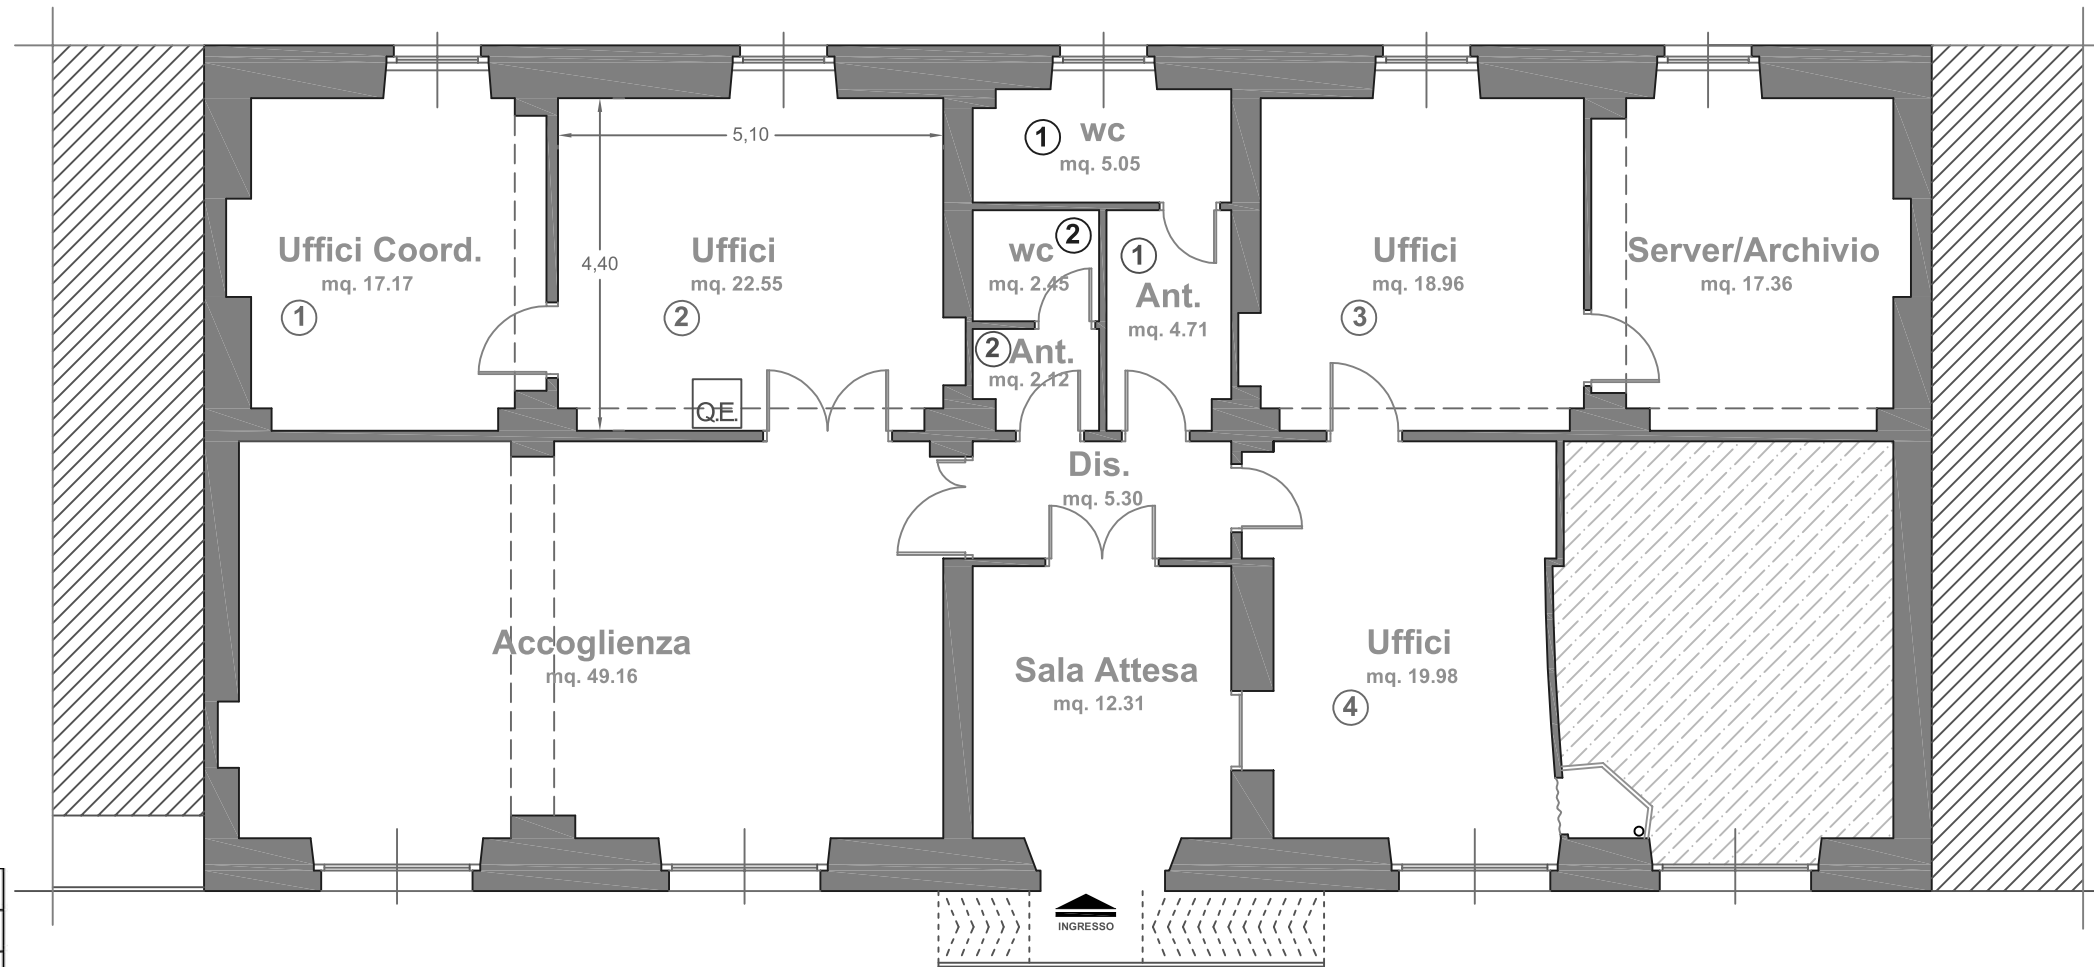 5,10
1 wc
mq. 5.05
Uffici Coord.
mq. 17.17
1
Uffici
mq. 22.55
4,40
2
wc 2
mq. 2.45
1
Ant.
mq. 4.71
2 Ant.
mq. 2.12
Uffici
mq. 18.96
3
Server/Archivio
mq. 17.36
Q.E.
Dis.
mq. 5.30
Accoglienza
mq. 49.16
Sala Attesa
mq. 12.31
Uffici
mq. 19.98
4
INGRESSO